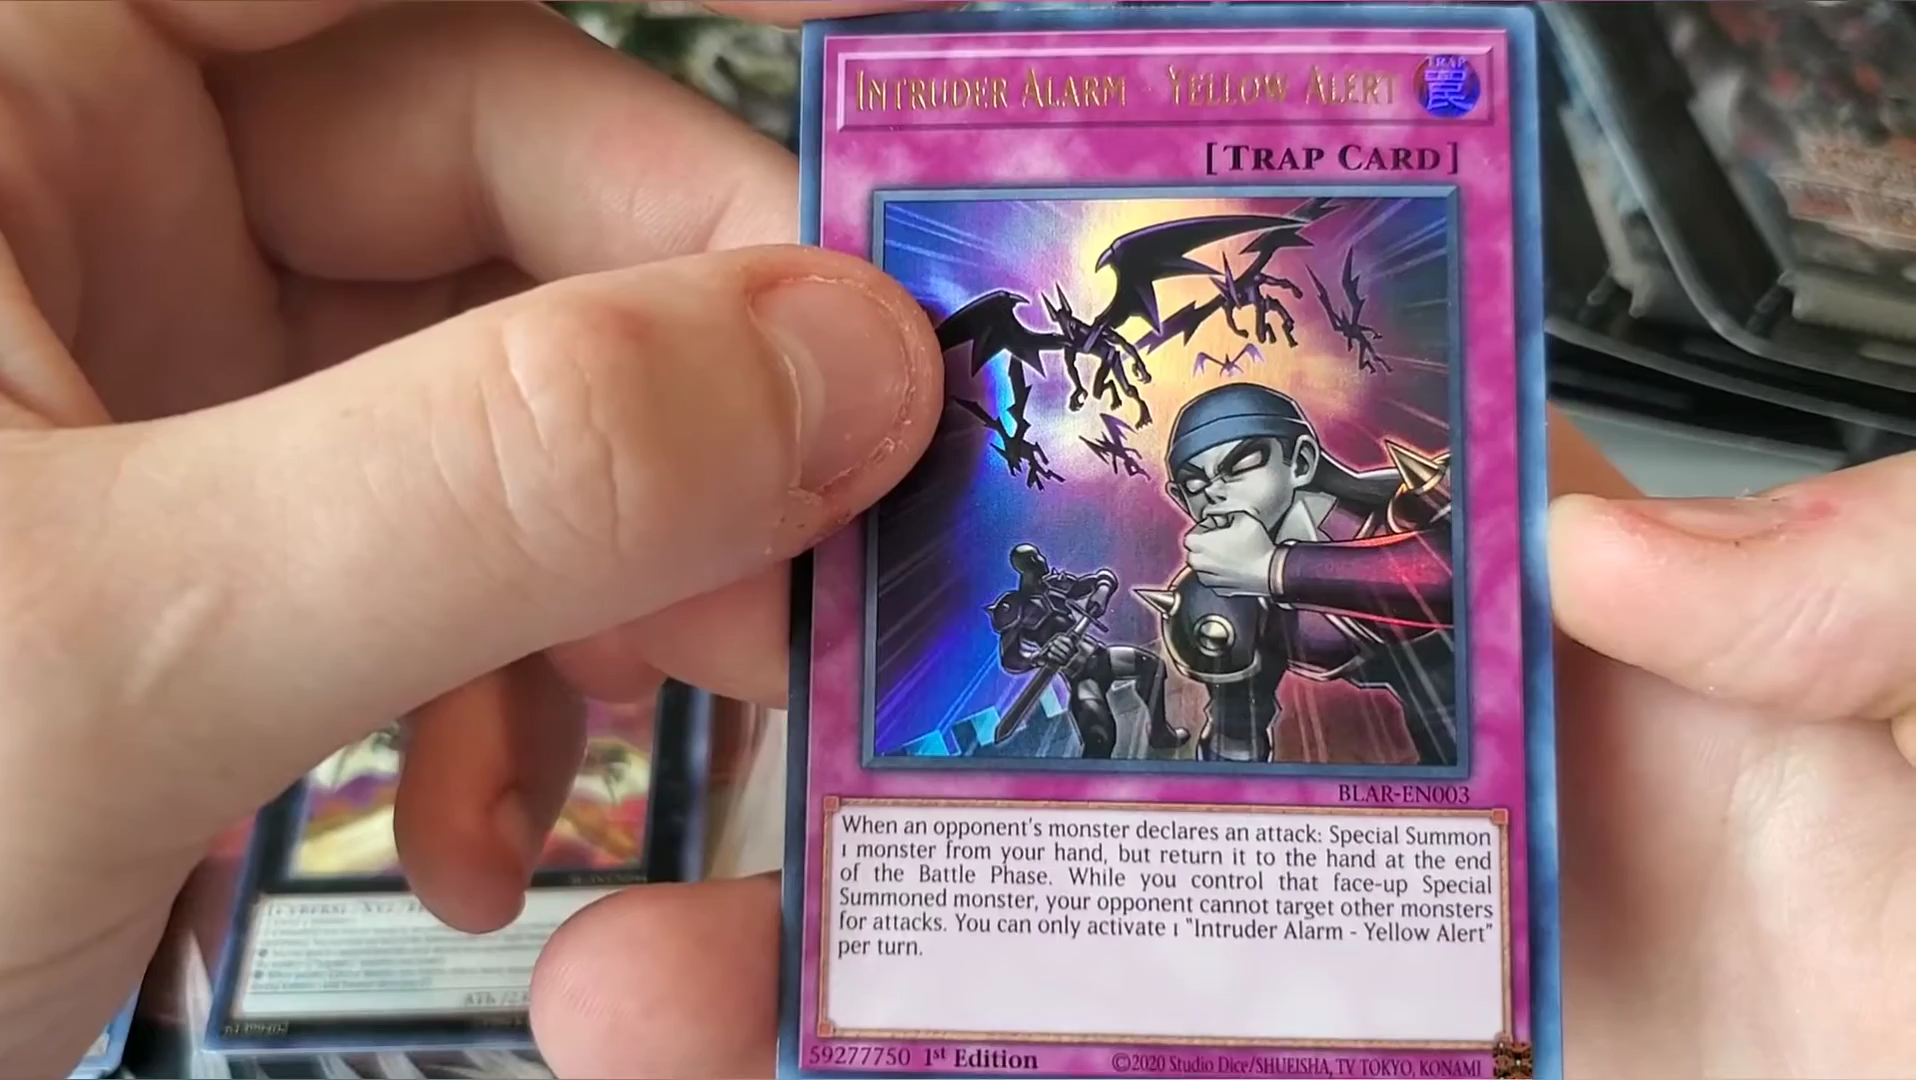 INTRUDER ALARM - YELLOW ALERT
TRAP
罠
[TRAP CARD]
BLAR-EN003
When an opponent's monster declares an attack: Special Summon
1 monster from your hand, but return it to the hand at the end
of the Battle Phase. While you control that face-up Special
Summoned monster, your opponent cannot target other monsters
for attacks. You can only activate 1 "Intruder Alarm - Yellow Alert"
per turn.
59277750 1st Edition
©2020 Studio Dice/SHUEISHA, TV TOKYO, KONAMI